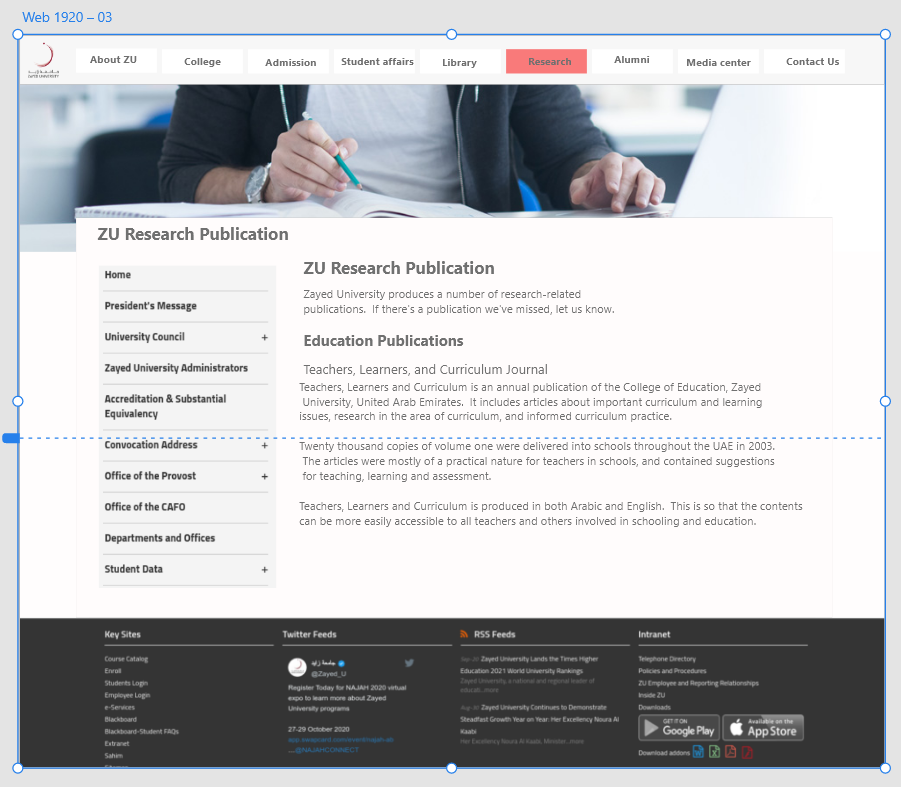 Web 1920 – 03
ZAYED UNIVERSITY
About ZU
College
Admission
Student affairs
Library
Research
Alumni
Media center
Contact Us
ZU Research Publication
Home
President's Message
University Council +
Zayed University Administrators
Accreditation & Substantial
Equivalency
Convocation Address +
Office of the Provost +
Office of the CAFO
Departments and Offices
Student Data +
ZU Research Publication
Zayed University produces a number of research-related
publications.  If there's a publication we've missed, let us know.
Education Publications
Teachers, Learners, and Curriculum Journal
Teachers, Learners and Curriculum is an annual publication of the College of Education, Zayed
University, United Arab Emirates.  It includes articles about important curriculum and learning
issues, research in the area of curriculum, and informed curriculum practice.
Twenty thousand copies of volume one were delivered into schools throughout the UAE in 2003.
The articles were mostly of a practical nature for teachers in schools, and contained suggestions
for teaching, learning and assessment.
Teachers, Learners and Curriculum is produced in both Arabic and English.  This is so that the contents
can be more easily accessible to all teachers and others involved in schooling and education.
Key Sites
Course Catalog
Enroll
Students Login
Employee Login
e-Services
Blackboard
Blackboard-Student FAQs
Extranet
Sahim
Twitter Feeds
جامعة زايد
@Zayed_U
Register Today for NAJAH 2020 virtual
expo to learn more about Zayed
University programs
27-29 October 2020
....@NAJAHCONNECT
RSS Feeds
Zayed University Lands the Times Higher
Education 2021 World University Rankings
Zayed University, a national and regional leader of
educati...more
Zayed University Continues to Demonstrate
Steadfast Growth Year on Year: Her Excellency Noura Al
Kaabi
Her Excellency Noura Al Kaabi, Minister...more
Intranet
Telephone Directory
Policies and Procedures
ZU Employee and Reporting Relationships
Inside ZU
Downloads
GET IT ON
Google Play
Available on the
App Store
Download addons